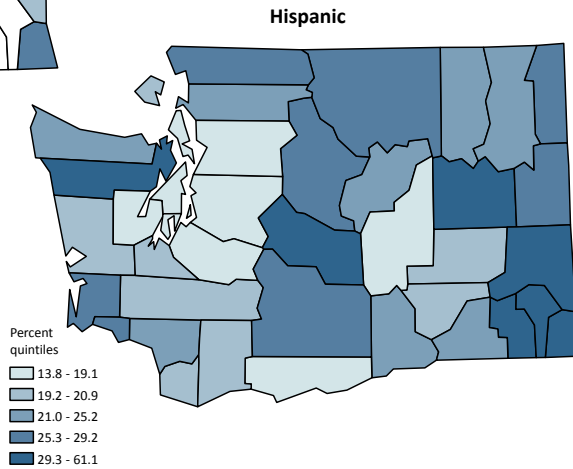 Hispanic
Percent
quintiles
13.8 - 19.1
19.2 - 20.9
21.0 - 25.2
25.3 - 29.2
29.3 - 61.1